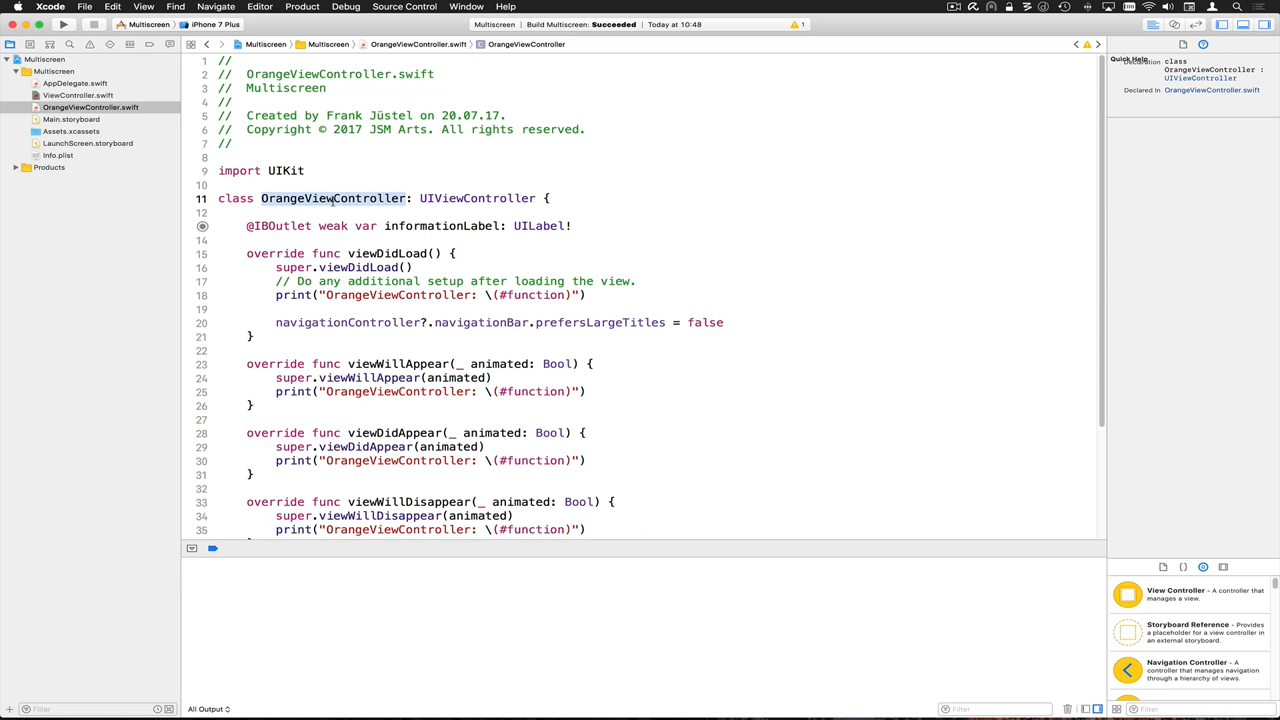 Xcode File Edit View Find Navigate Editor Product Debug Source Control Window Help
Multiscreen iPhone 7 Plus Multiscreen Build Multiscreen: Succeeded Today at 10:48 1
Multiscreen Multiscreen OrangeViewController.swift OrangeViewController
Multiscreen
Multiscreen
AppDelegate.swift
ViewController.swift
OrangeViewController.swift
Main.storyboard
Assets.xcassets
LaunchScreen.storyboard
Info.plist
Products
1 //
2 // OrangeViewController.swift
3 // Multiscreen
4 //
5 // Created by Frank Jüstel on 20.07.17.
6 // Copyright © 2017 JSM Arts. All rights reserved.
7 //
8
9 import UIKit
10
11 class OrangeViewController: UIViewController {
12
@IBOutlet weak var informationLabel: UILabel!
14
15 override func viewDidLoad() {
16 super.viewDidLoad()
17 // Do any additional setup after loading the view.
18 print("OrangeViewController: \(#function)")
19
20 navigationController?.navigationBar.prefersLargeTitles = false
21 }
22
23 override func viewWillAppear(_ animated: Bool) {
24 super.viewWillAppear(animated)
25 print("OrangeViewController: \(#function)")
26 }
27
28 override func viewDidAppear(_ animated: Bool) {
29 super.viewDidAppear(animated)
30 print("OrangeViewController: \(#function)")
31 }
32
33 override func viewWillDisappear(_ animated: Bool) {
34 super.viewWillDisappear(animated)
35 print("OrangeViewController: \(#function)")
Quick Help
Declaration class
OrangeViewController :
UIViewController
Declared In OrangeViewController.swift
View Controller - A controller that
manages a view.
Storyboard Reference - Provides
a placeholder for a view controller in
an external storyboard.
Navigation Controller - A
controller that manages navigation
through a hierarchy of views.
Filter
All Output
Filter
Filter